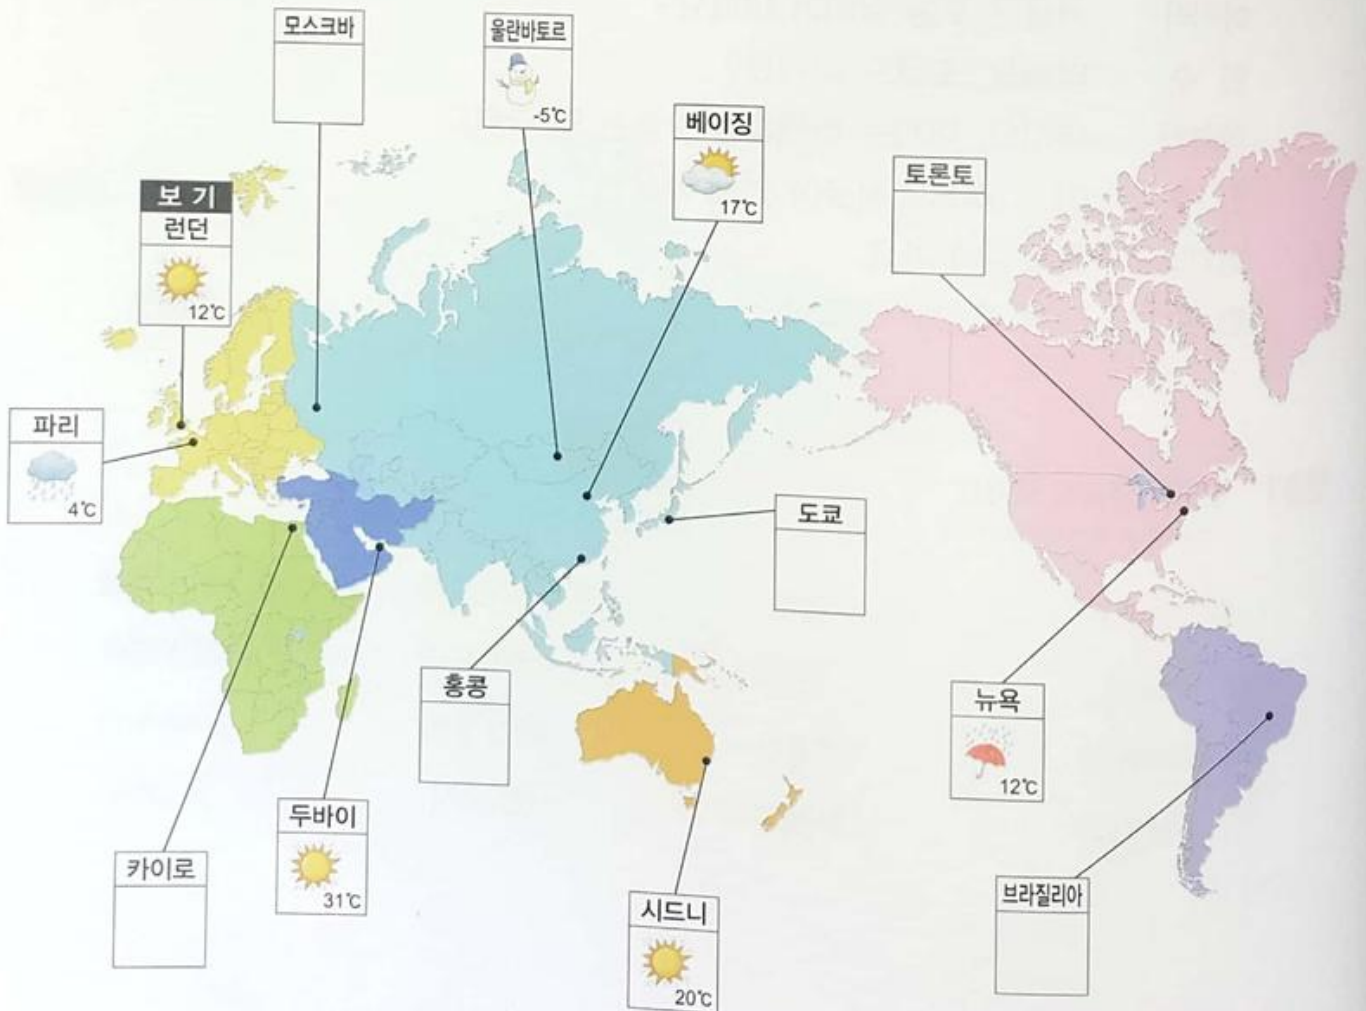 모스크바
울란바토르
-5℃
베이징
17℃
토론토
보기
런던
12℃
파리
4℃
도쿄
홍콩
뉴욕
12℃
두바이
31℃
카이로
시드니
20℃
브라질리아